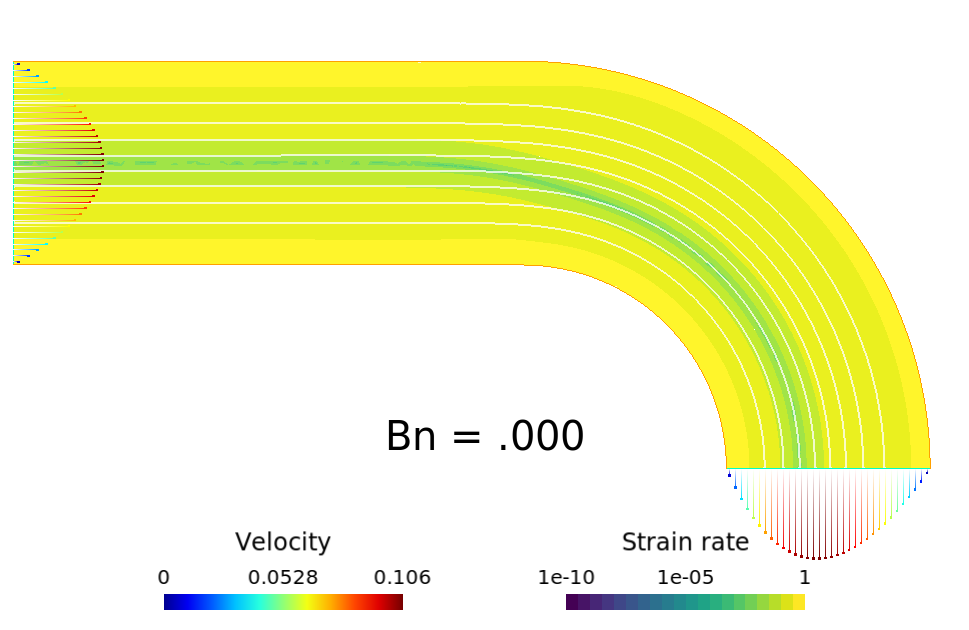 Bn = .000
Velocity
0 0.0528 0.106
Strain rate
1e-10 1e-05 1